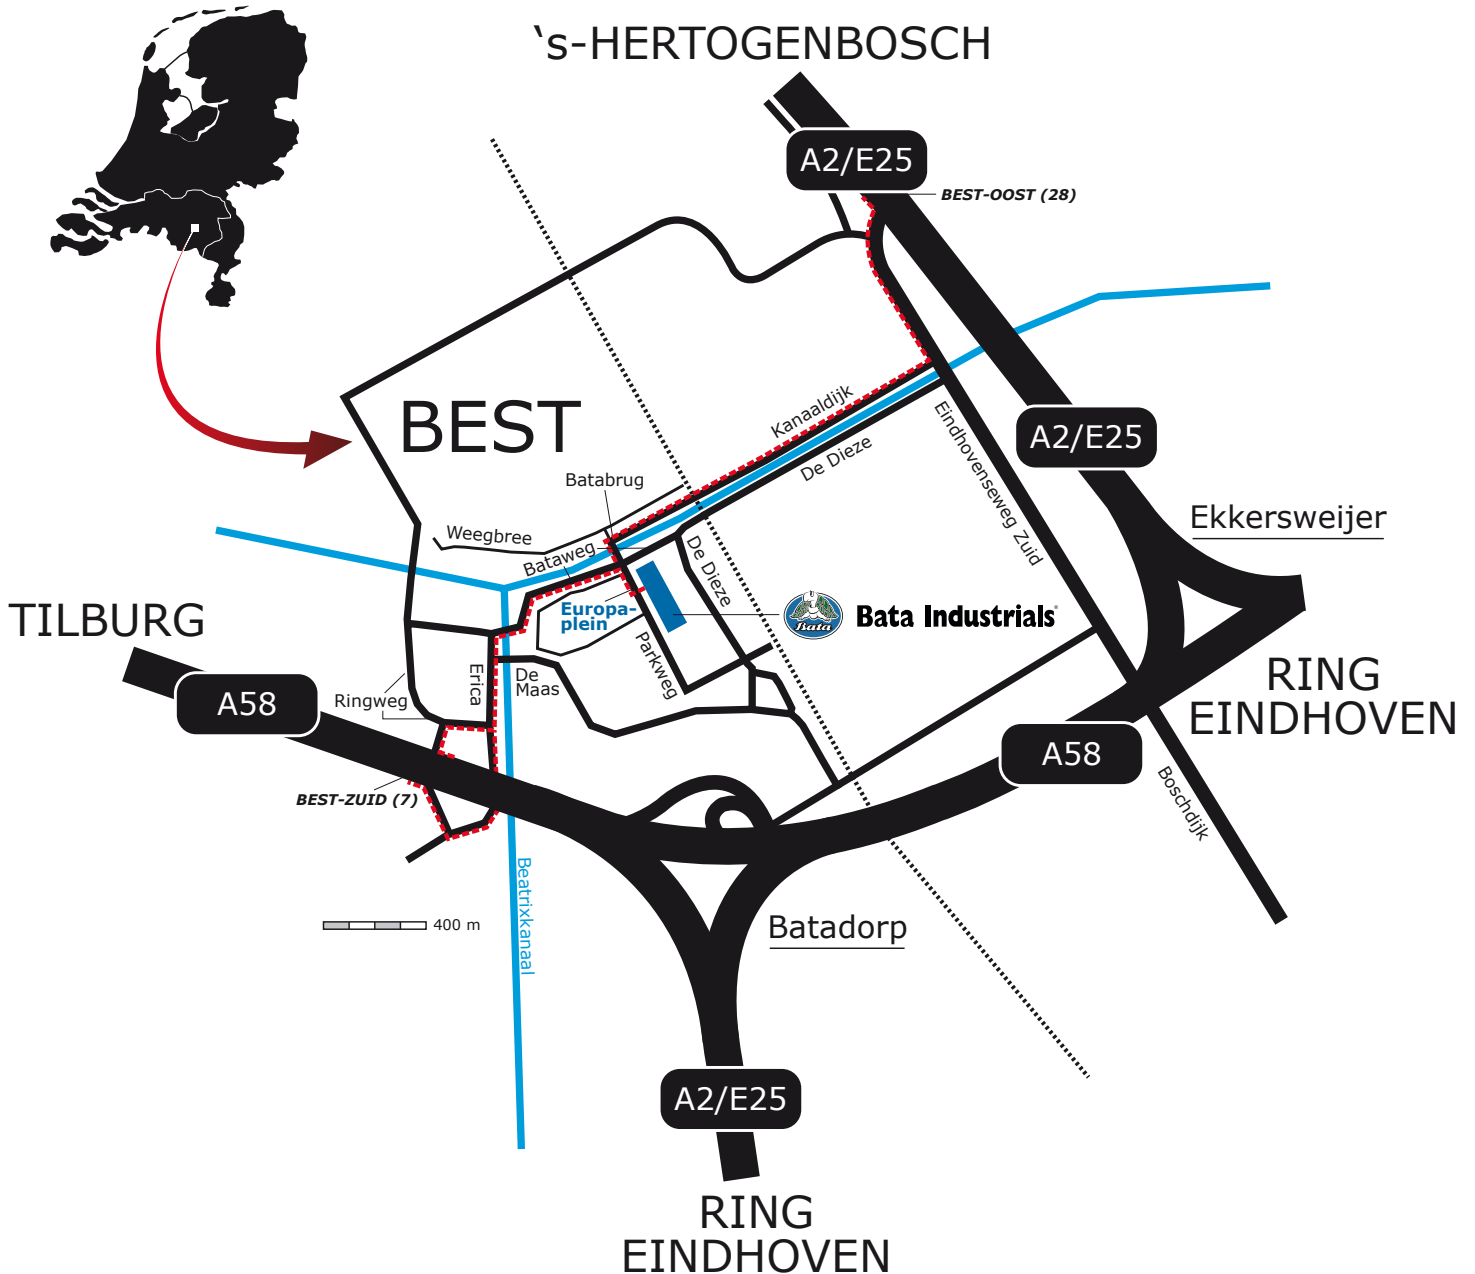 ‘s-HERTOGENBOSCH
A2/E25
BEST-OOST (28)
BEST
Kanaaldijk
De Dieze
Eindhovenseweg Zuid
A2/E25
Batabrug
Weegbree
Bataweg
De Dieze
Ekkersweijer
Europa-
plein
Bata
Bata Industrials
TILBURG
Parkweg
Erica
De
Maas
Ringweg
A58
RING
EINDHOVEN
A58
BEST-ZUID (7)
Boschdijk
Beatrixkanaal
400 m
Batadorp
A2/E25
RING
EINDHOVEN